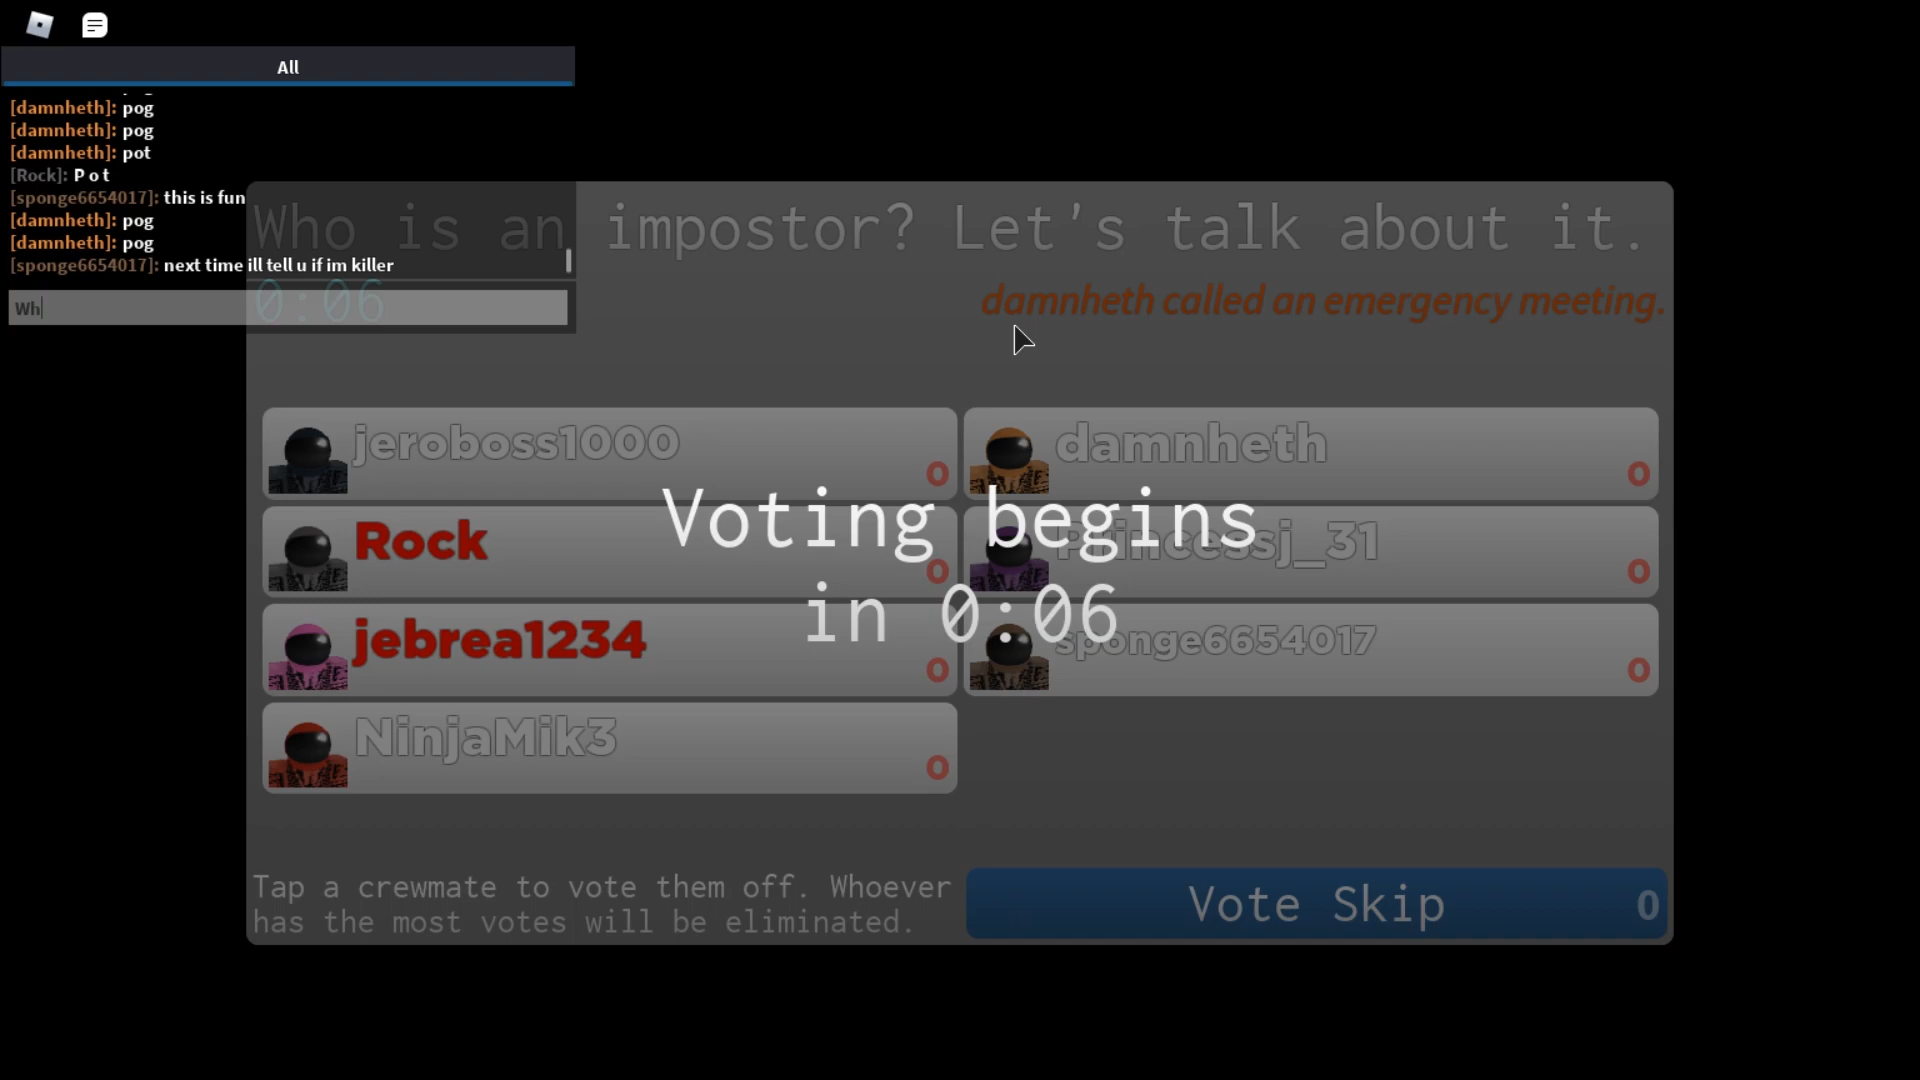 All
[damnheth]: pog
[damnheth]: pog
[damnheth]: pot
[Rock]: P o t
[sponge6654017]: this is fun
[damnheth]: pog
[damnheth]: pog
[sponge6654017]: next time ill tell u if im killer
Wh
Who is an impostor? Let's talk about it.
0:06
damnheth called an emergency meeting.
jeroboss1000
0
damnheth
0
Voting begins
in 0:06
Rock
0
Princessj_31
0
jebrea1234
0
sponge6654017
0
NinjaMik3
0
Tap a crewmate to vote them off. Whoever
has the most votes will be eliminated.
Vote Skip
0